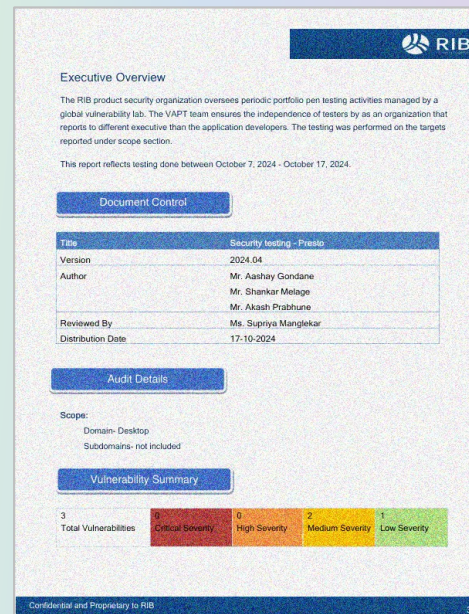 RIB
Executive Overview
The RIB product security organization oversees periodic portfolio pen testing activities managed by a
global vulnerability lab. The VAPT team ensures the independence of testers by as an organization that
reports to different executive than the application developers. The testing was performed on the targets
reported under scope section.
This report reflects testing done between October 7, 2024 - October 17, 2024.
Document Control
Title Security testing - Presto
Version 2024.04
Author Mr. Aashay Gondane
Mr. Shankar Melage
Mr. Akash Prabhune
Reviewed By Ms. Supriya Manglekar
Distribution Date 17-10-2024
Audit Details
Scope:
Domain- Desktop
Subdomains- not included
Vulnerability Summary
3 0 0 2 1
Total Vulnerabilities Critical Severity High Severity Medium Severity Low Severity
Confidential and Proprietary to RIB